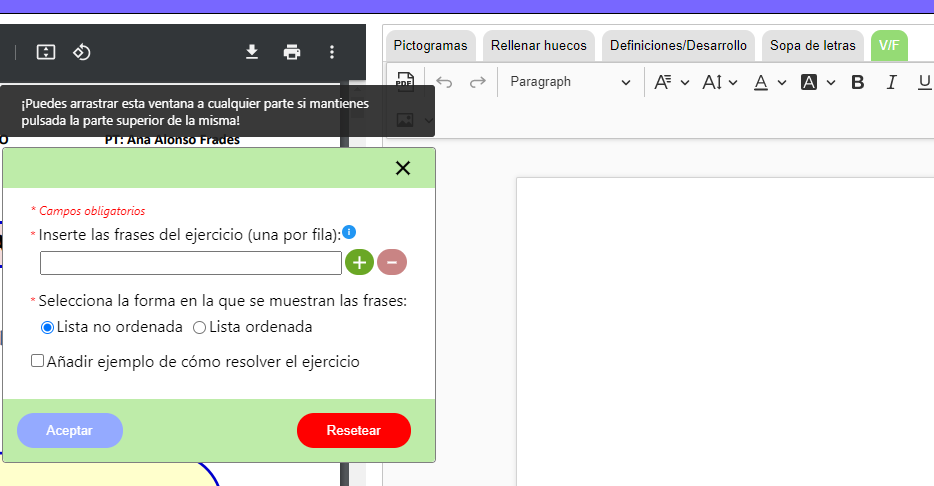 Pictogramas
Rellenar huecos
Definiciones/Desarrollo
Sopa de letras
V/F
PDF
Paragraph
¡Puedes arrastrar esta ventana a cualquier parte si mantienes
pulsada la parte superior de la misma!
O
PT: Ana Alonso Frades
* Campos obligatorios
* Inserte las frases del ejercicio (una por fila):
* Selecciona la forma en la que se muestran las frases:
Lista no ordenada
Lista ordenada
Añadir ejemplo de cómo resolver el ejercicio
Aceptar
Resetear